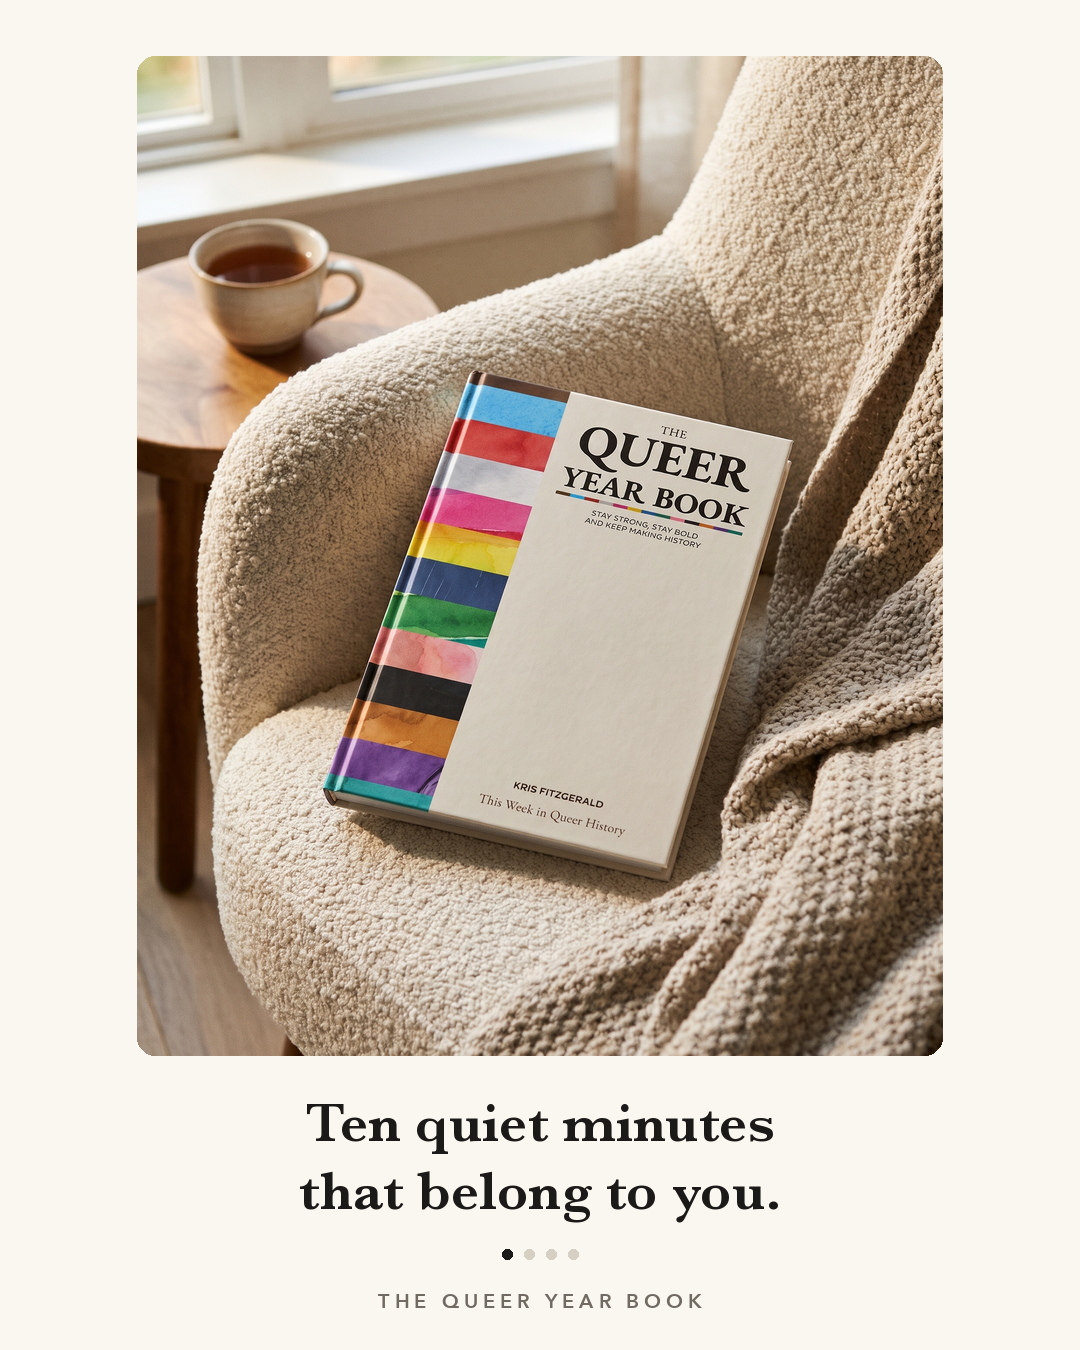 THE
QUEER
YEAR BOOK
STAY STRONG, STAY BOLD
AND KEEP MAKING HISTORY
KRIS FITZGERALD
This Week in Queer History
Ten quiet minutes
that belong to you.
THE QUEER YEAR BOOK